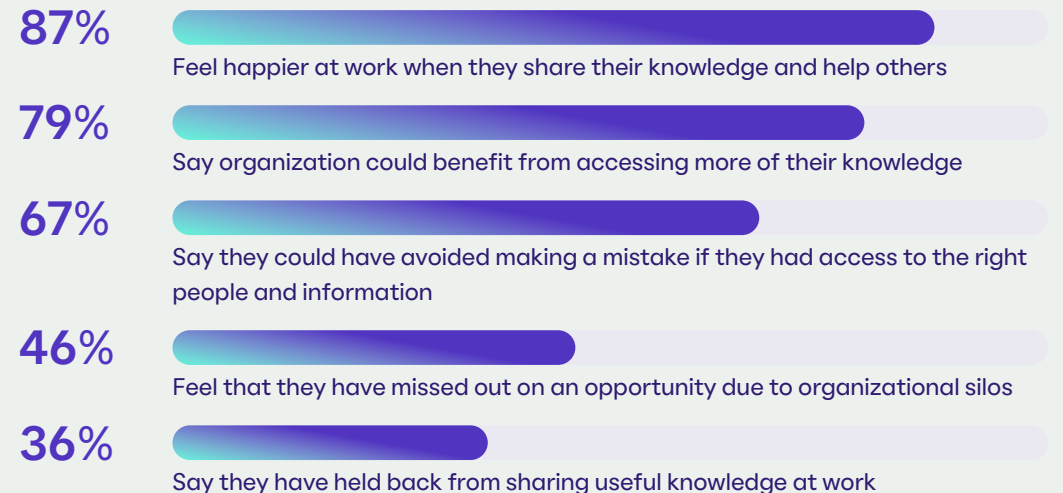 87%
Feel happier at work when they share their knowledge and help others
79%
Say organization could benefit from accessing more of their knowledge
67%
Say they could have avoided making a mistake if they had access to the right
people and information
46%
Feel that they have missed out on an opportunity due to organizational silos
36%
Say they have held back from sharing useful knowledge at work